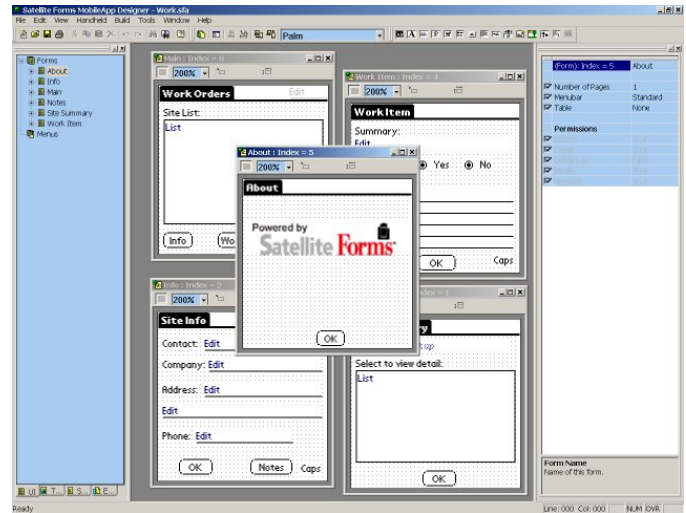 Satellite Forms MobileApp Designer - Work.sfa
File Edit View Handheld Build Tools Window Help
Palm
Forms
About
Info
Main
Notes
Site Summary
Work Item
Menus
Main : Index = 0
200%
Work Orders Edit
Site List:
List
Info
Work Item : Index = 4
200%
Work Item
Summary:
Edit
Yes No
OK Caps
About : Index = 5
200%
About
Powered by
Satellite Forms
OK
Info : Index = 2
200%
Site Info
Contact: Edit
Company: Edit
Address: Edit
Edit
Phone: Edit
OK Notes Caps
Select to view detail:
List
OK
(Form): Index = 5 About
Number of Pages 1
Menubar Standard
Table None
Permissions
Form Name
Name of this form.
UI T... S... E...
Ready
Line: 000 Col: 000 NUM OVR